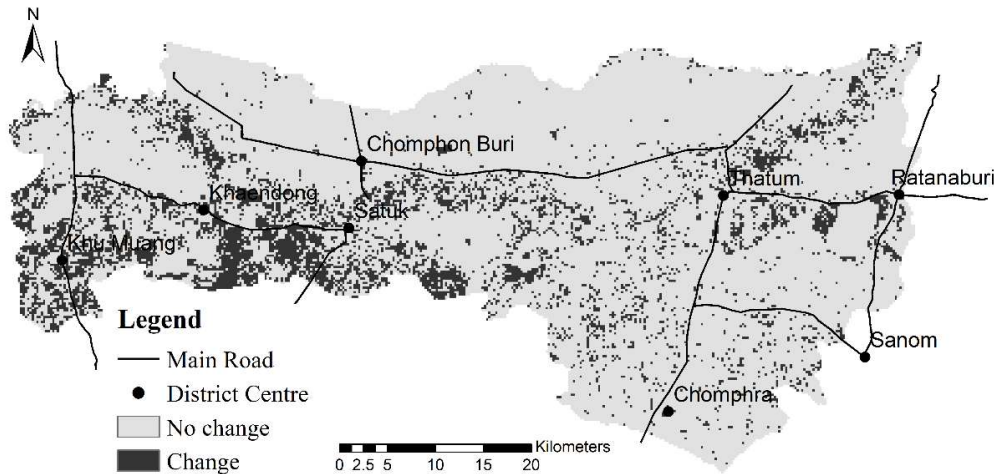 N
Chomphon Buri
Khaendong
Thatum
Ratanaburi
Satuk
Khu Muang
Sanom
Chomphra
Legend
Main Road
District Centre
No change
Change
Kilometers
0 2.5 5 10 15 20